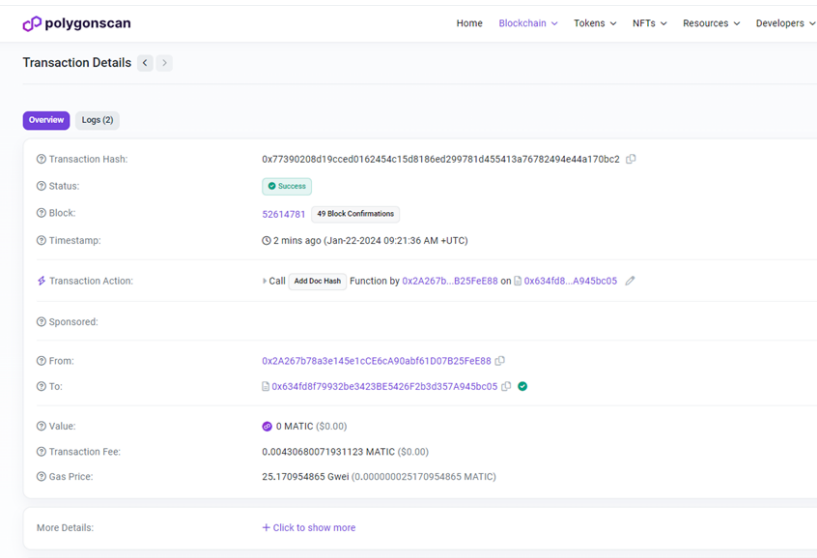 polygonscan
Home Blockchain Tokens NFTs Resources Developers
Transaction Details
Overview Logs (2)
Transaction Hash: 0x77390208d19cced0162454c15d8186ed299781d455413a76782494e44a170bc2
Status: Success
Block: 52614781 49 Block Confirmations
Timestamp: 2 mins ago (Jan-22-2024 09:21:36 AM +UTC)
Transaction Action: Call Add Doc Hash Function by 0x2A267b...B25FeE88 on 0x634fd8...A945bc05
Sponsored:
From: 0x2A267b78a3e145e1cCE6cA90abf61D07B25FeE88
To: 0x634fd8f79932be3423BE5426F2b3d357A945bc05
Value: 0 MATIC ($0.00)
Transaction Fee: 0.00430680071931123 MATIC ($0.00)
Gas Price: 25.170954865 Gwei (0.000000025170954865 MATIC)
More Details: + Click to show more